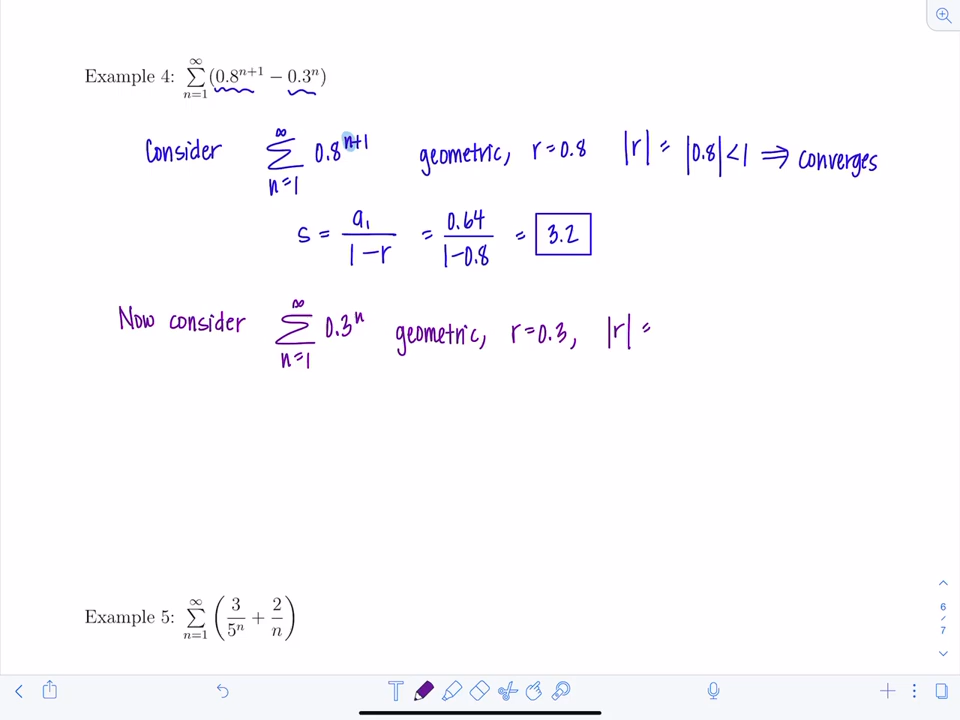 Example 4: ∑_{n=1}^{∞} (0.8^{n+1} − 0.3^n)
Consider ∑_{n=1}^{∞} 0.8^{n+1} geometric, r = 0.8 |r| = |0.8| < 1 ⇒ converges
s = a₁/(1−r) = 0.64/(1−0.8) = 3.2
Now consider ∑_{n=1}^{∞} 0.3^n geometric, r = 0.3, |r| =
Example 5: ∑_{n=1}^{∞} (3/5^n + 2/n)
6
/
7
T